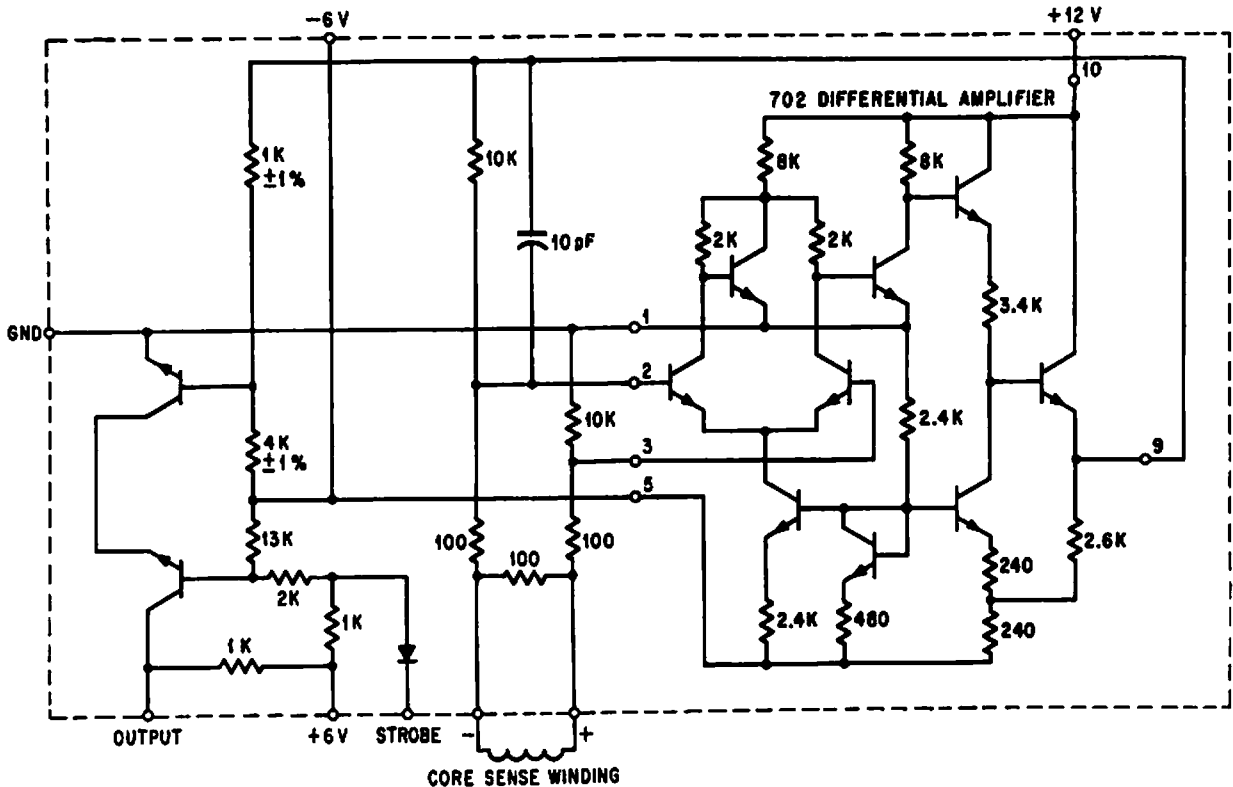 −6V
+12 V
10
702 DIFFERENTIAL AMPLIFIER
1K
±1%
10K
8K
8K
10 pF
2K
2K
3.4K
GND
1
2
10K
2.4K
4K
±1%
3
9
5
13K
100
100
100
2.6K
240
2K
1K
2.4K
480
240
1K
OUTPUT
+6V
STROBE
−
+
CORE SENSE WINDING